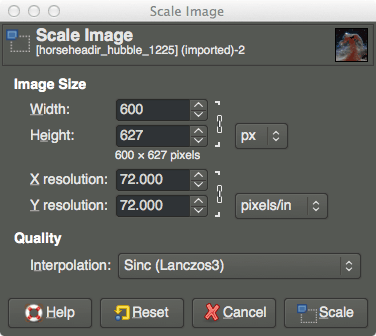 Scale Image
Scale Image
[horseheadir_hubble_1225] (imported)-2
Image Size
Width: 600
Height: 627 px
600 × 627 pixels
X resolution: 72.000
Y resolution: 72.000 pixels/in
Quality
Interpolation: Sinc (Lanczos3)
Help Reset Cancel Scale